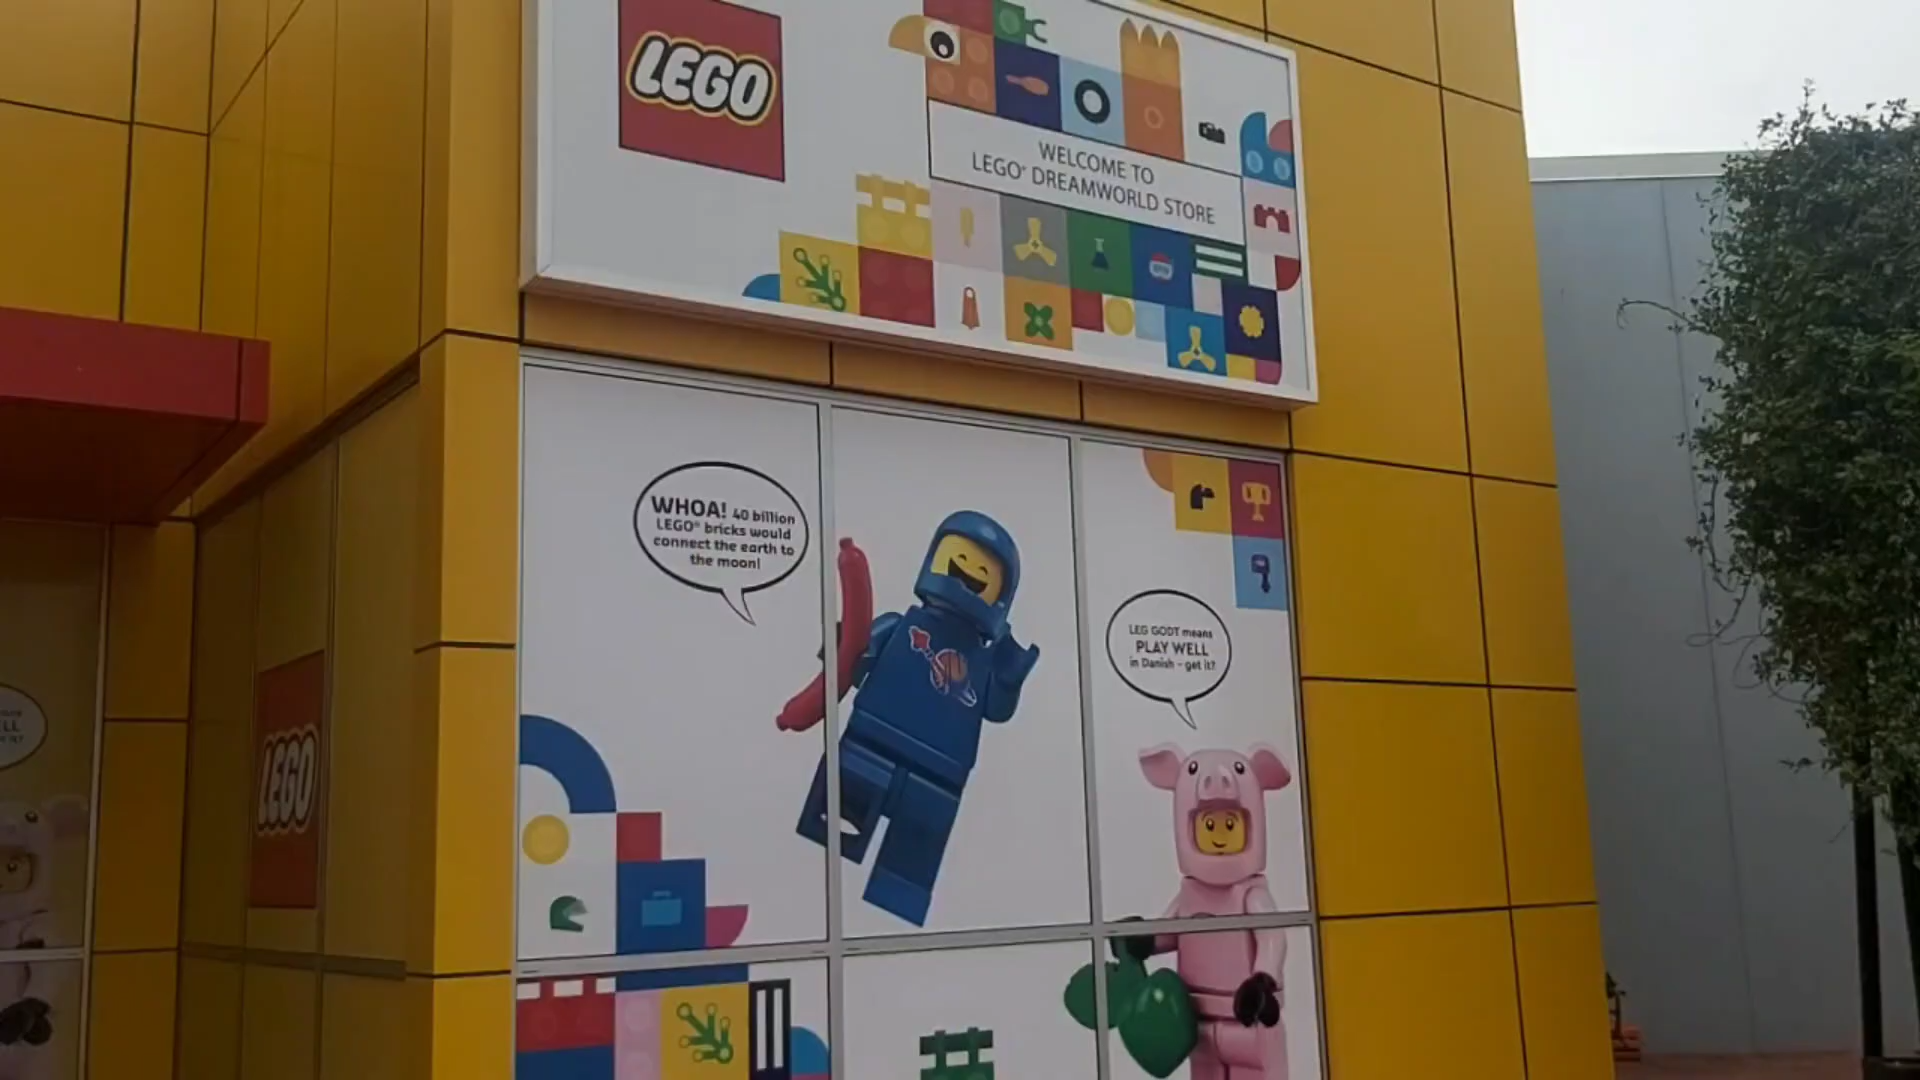 LEGO
WELCOME TO
LEGO® DREAMWORLD STORE
WHOA! 40 billion
LEGO® bricks would
connect the earth to
the moon!
LEG GODT means
PLAY WELL
in Danish - get it?
LEGO